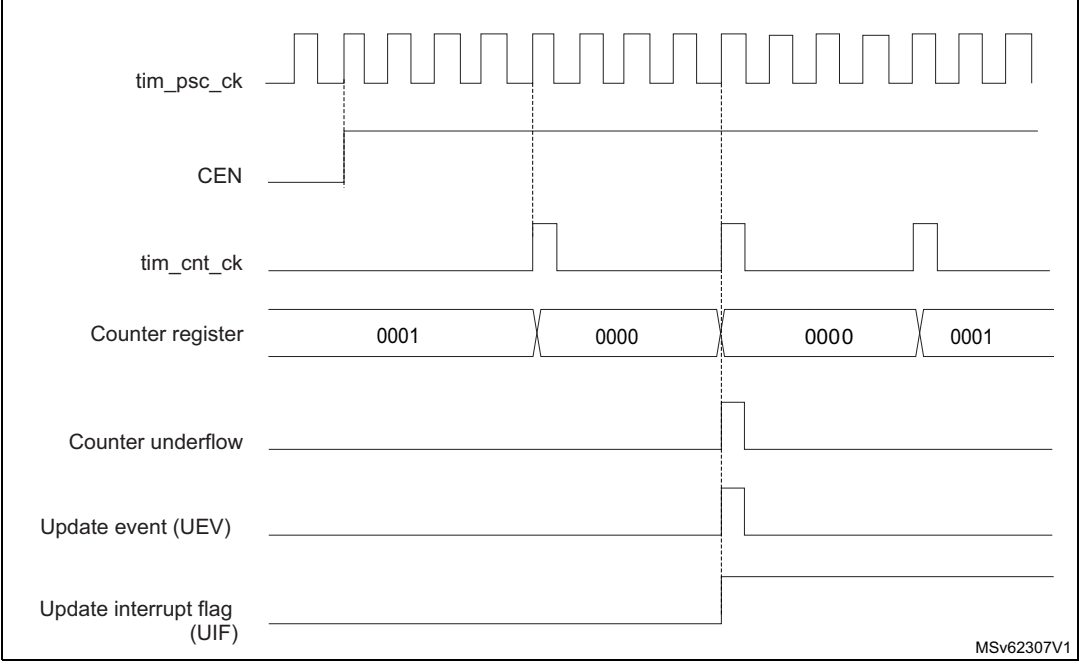 tim_psc_ck
CEN
tim_cnt_ck
Counter register
0001
0000
0000
0001
Counter underflow
Update event (UEV)
Update interrupt flag
(UIF)
MSv62307V1